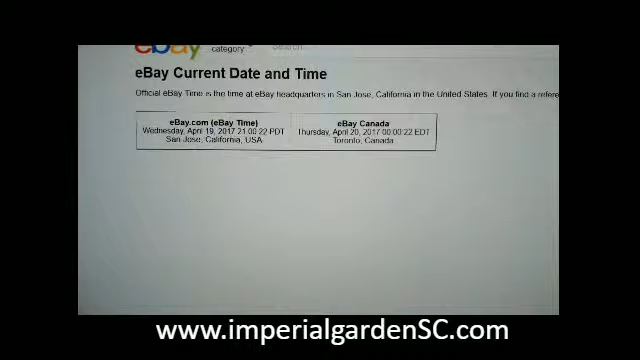 ebay
category
Search...
eBay Current Date and Time
Official eBay Time is the time at eBay headquarters in San Jose, California in the United States. If you find a refere
eBay.com (eBay Time)
Wednesday, April 19, 2017 21:00:22 PDT
San Jose, California, USA
eBay Canada
Thursday, April 20, 2017 00:00:22 EDT
Toronto, Canada
www.imperialgardenSC.com